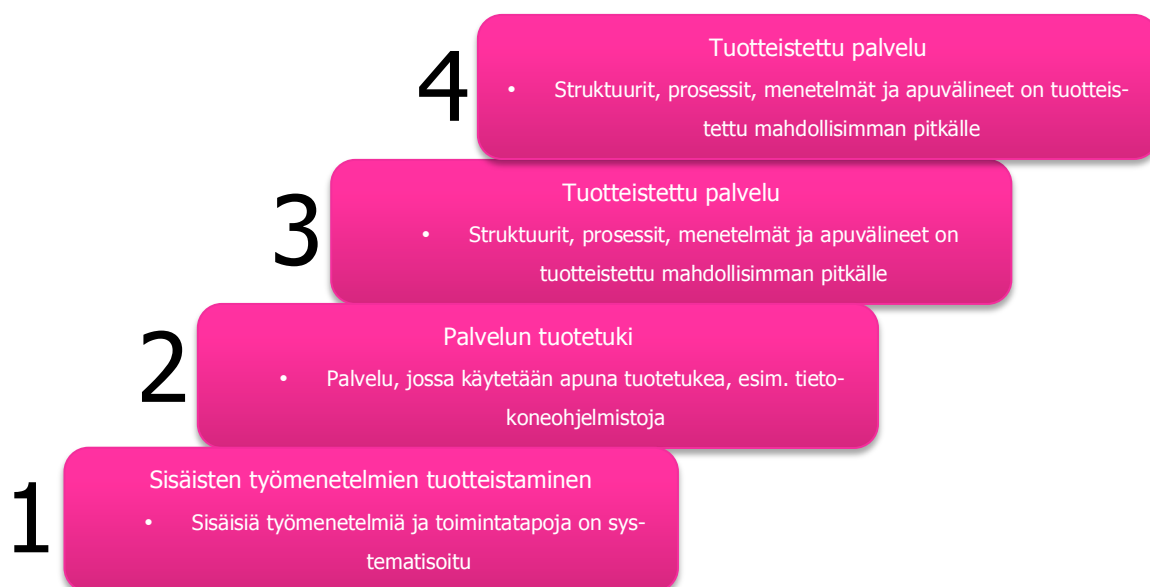 4
Tuotteistettu palvelu
• Struktuurit, prosessit, menetelmät ja apuvälineet on tuotteis-
tettu mahdollisimman pitkälle
3
Tuotteistettu palvelu
• Struktuurit, prosessit, menetelmät ja apuvälineet on
tuotteistettu mahdollisimman pitkälle
2
Palvelun tuotetuki
• Palvelu, jossa käytetään apuna tuotetukea, esim. tieto-
koneohjelmistoja
1
Sisäisten työmenetelmien tuotteistaminen
• Sisäisiä työmenetelmiä ja toimintatapoja on sys-
tematisoitu